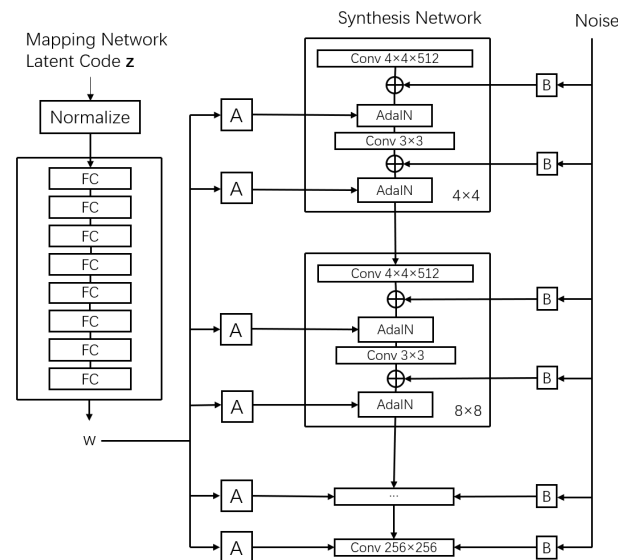 Synthesis Network
Noise
Mapping Network
Latent Code z
Conv 4×4×512
B
Normalize
A
AdaIN
Conv 3×3
B
FC
A
AdaIN
4×4
FC
FC
FC
FC
FC
FC
FC
Conv 4×4×512
B
A
AdaIN
Conv 3×3
B
A
AdaIN
8×8
w
A
...
B
A
Conv 256×256
B